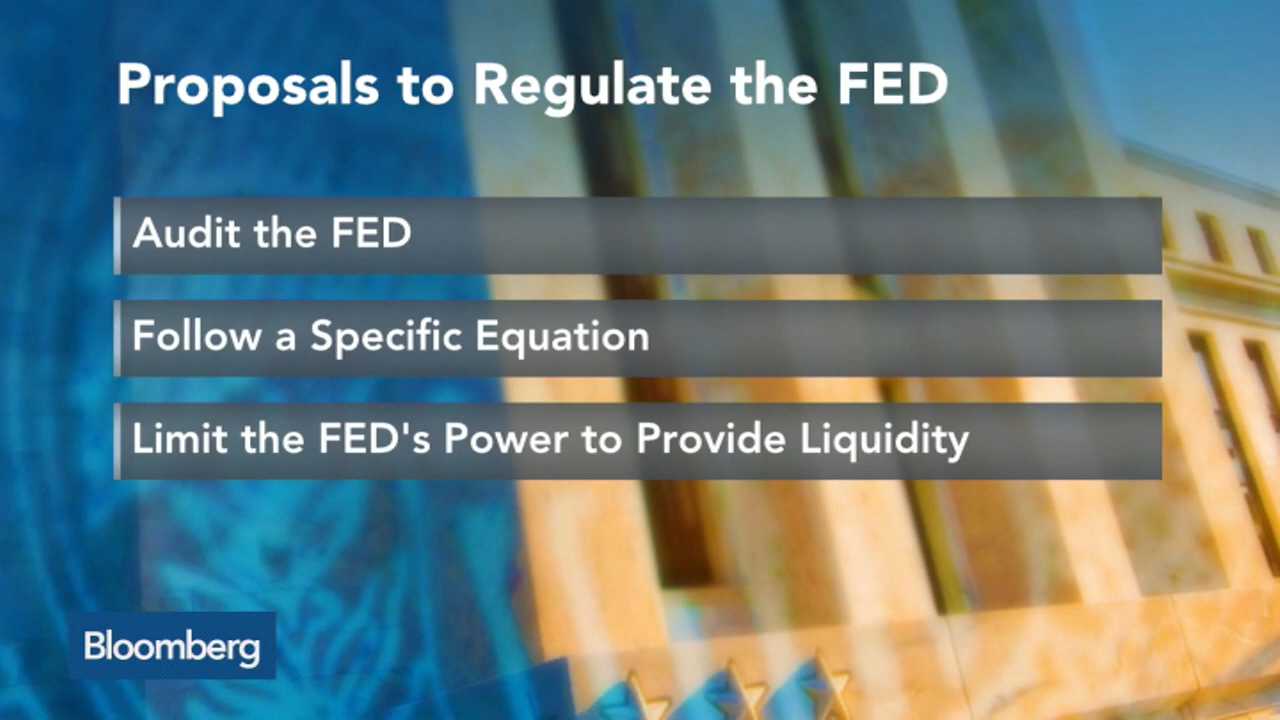 Proposals to Regulate the FED
Audit the FED
Follow a Specific Equation
Limit the FED's Power to Provide Liquidity
Bloomberg